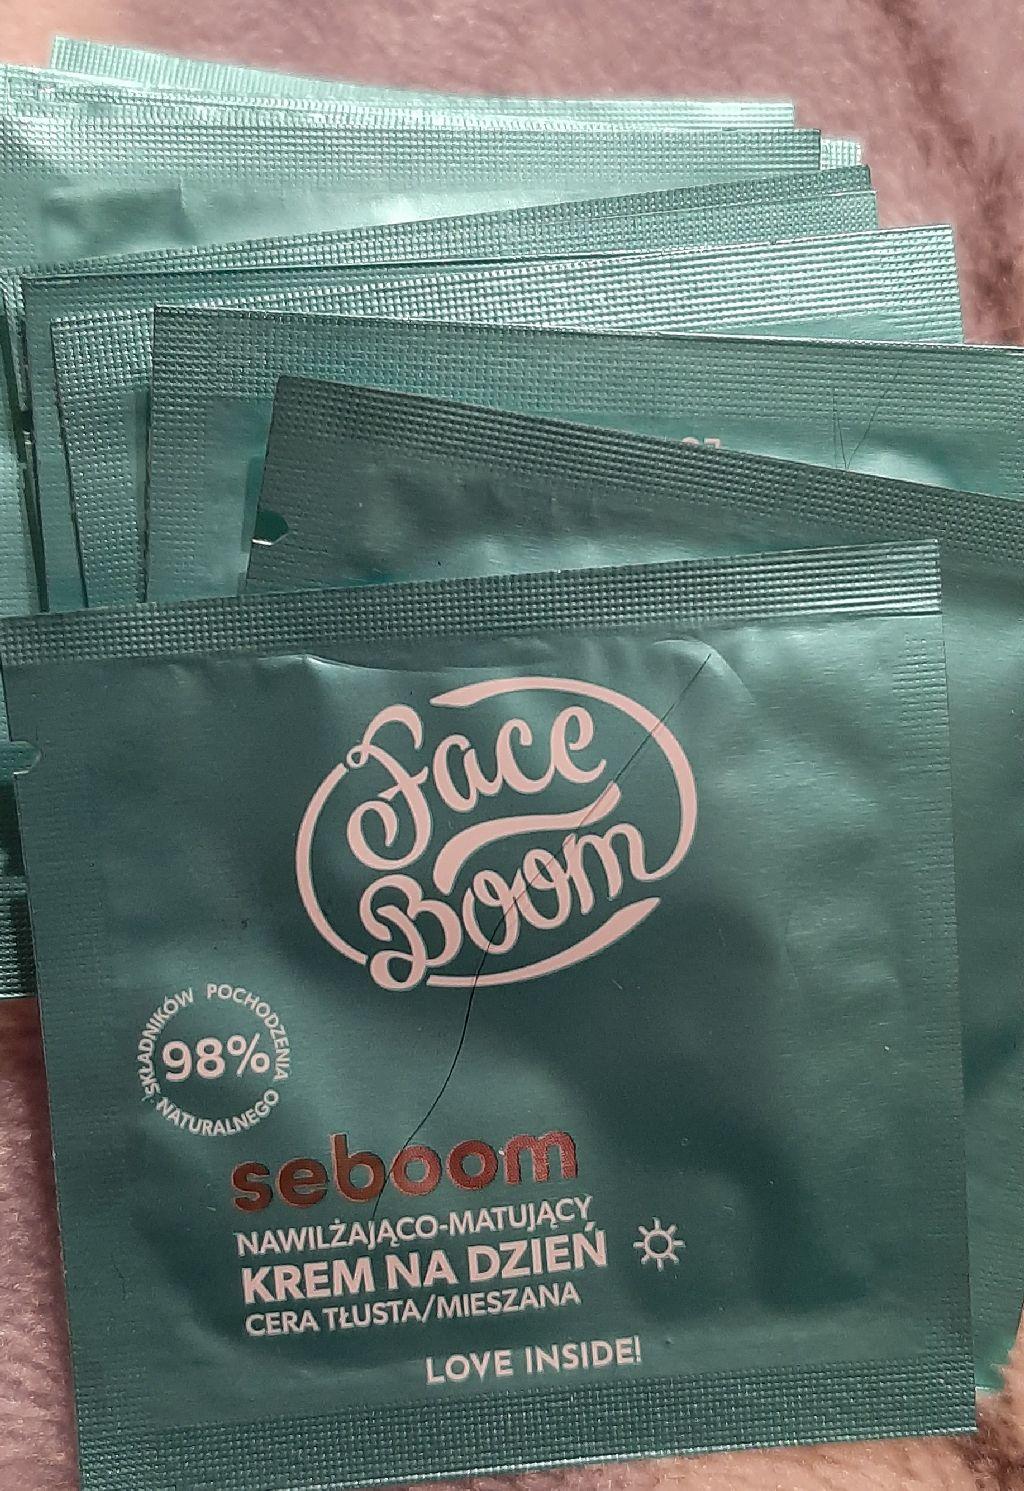 Face
Boom
SKŁADNIKÓW POCHODZENIA
98%
NATURALNEGO
seboom
NAWILŻAJĄCO-MATUJĄCY
KREM NA DZIEŃ
CERA TŁUSTA/MIESZANA
LOVE INSIDE!